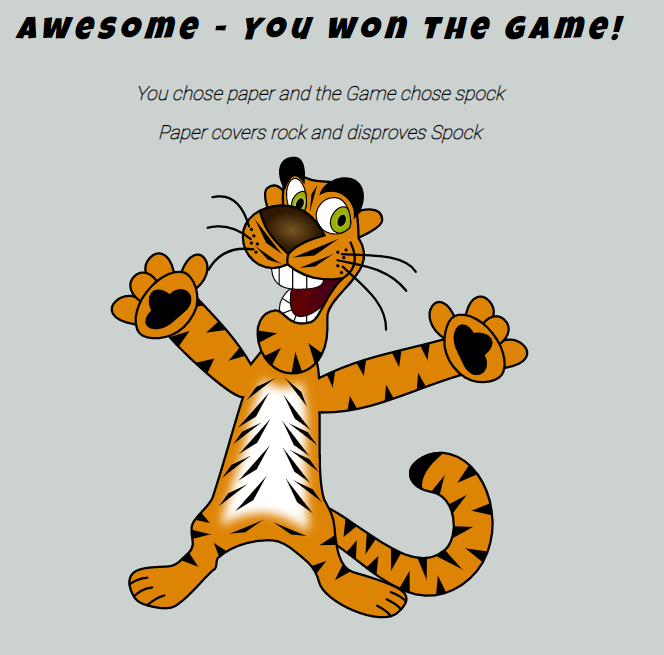 Awesome - You won the game!
You chose paper and the Game chose spock
Paper covers rock and disproves Spock